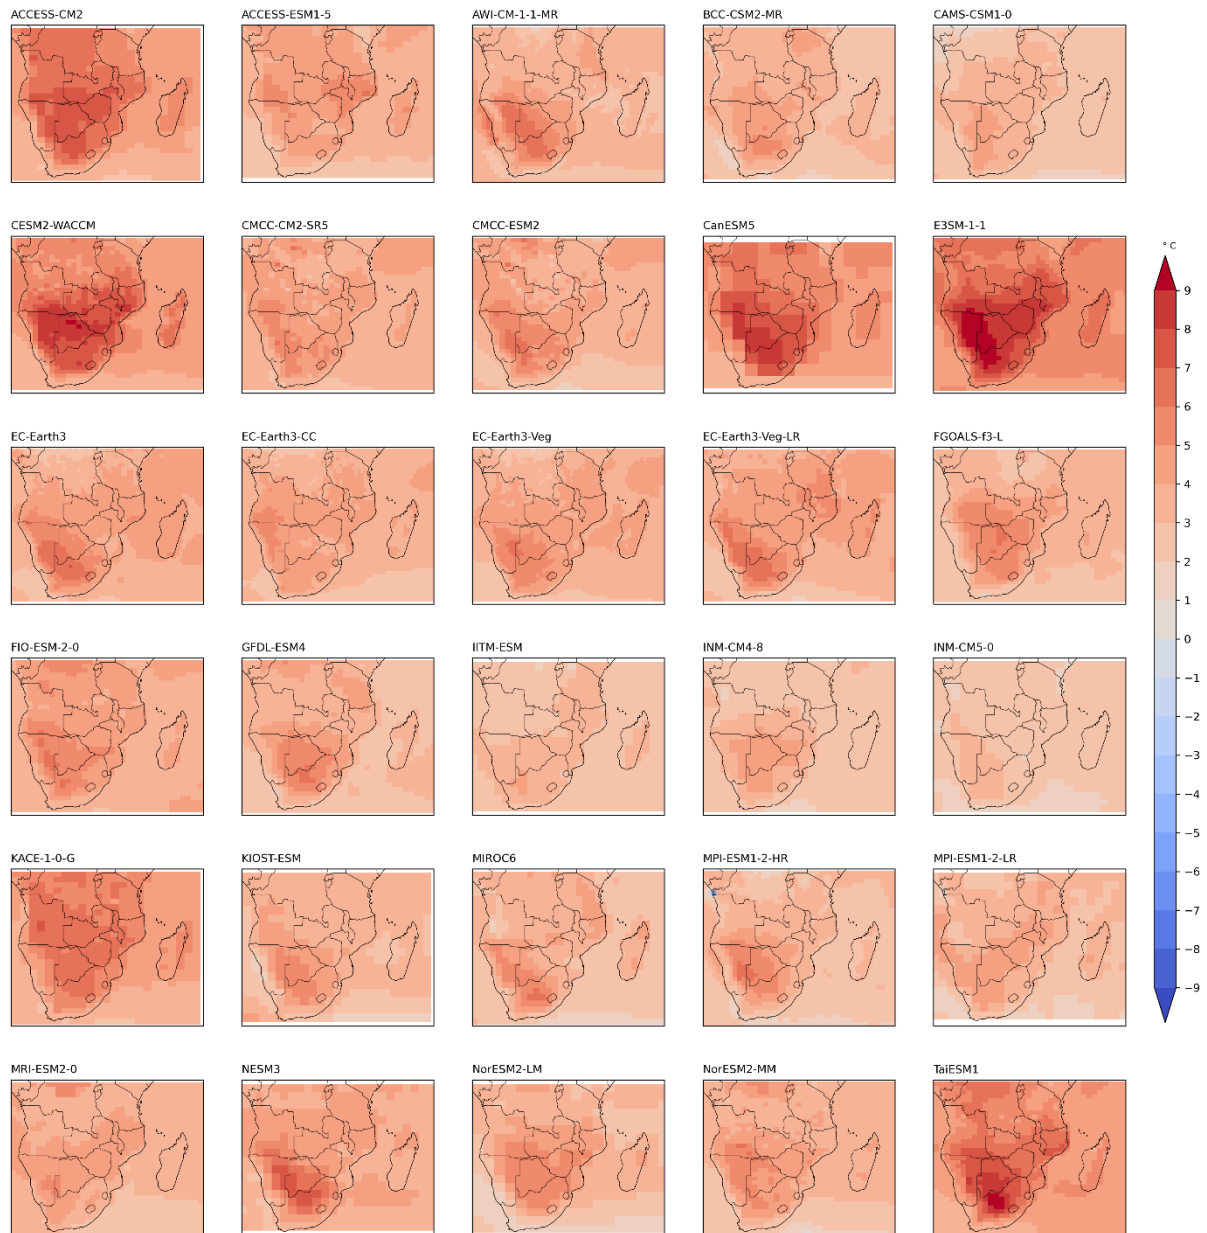 ACCESS-CM2 ACCESS-ESM1-5 AWI-CM-1-1-MR BCC-CSM2-MR CAMS-CSM1-0
CESM2-WACCM CMCC-CM2-SR5 CMCC-ESM2 CanESM5 E3SM-1-1
° C
9
8
7
6
5
4
3
2
1
0
−1
−2
−3
−4
−5
−6
−7
−8
−9
EC-Earth3 EC-Earth3-CC EC-Earth3-Veg EC-Earth3-Veg-LR FGOALS-f3-L
FIO-ESM-2-0 GFDL-ESM4 IITM-ESM INM-CM4-8 INM-CM5-0
KACE-1-0-G KIOST-ESM MIROC6 MPI-ESM1-2-HR MPI-ESM1-2-LR
MRI-ESM2-0 NESM3 NorESM2-LM NorESM2-MM TaiESM1